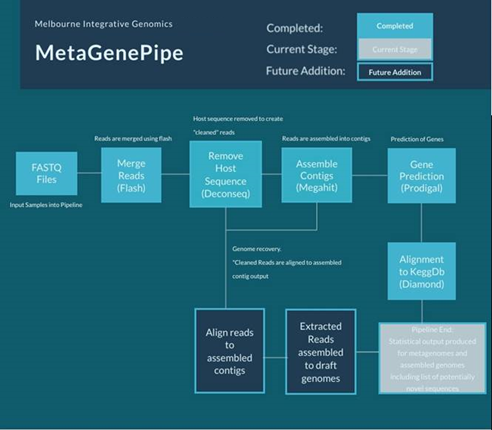 Melbourne Integrative Genomics
MetaGenePipe
Completed:
Completed
Current Stage:
Current Stage
Future Addition:
Future Addition
Host sequence removed to create
"cleaned" reads
Reads are merged using flash
Reads are assembled into contigs
Prediction of Genes
FASTQ
Files
Merge
Reads
(Flash)
Remove
Host
Sequence
(Deconseq)
Assemble
Contigs
(Megahit)
Gene
Prediction
(Prodigal)
Input Samples into Pipeline
Genome recovery.
"Cleaned Reads are aligned to assembled
contig output
Alignment
to KeggDb
(Diamond)
Align reads
to
assembled
contigs
Extracted
Reads
assembled
to draft
genomes
Pipeline End:
Statistical output produced
for metagenomes and
assembled genomes
Including list of potentially
novel sequences